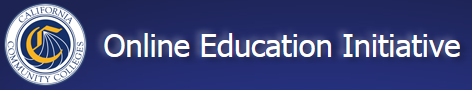 CALIFORNIA
COMMUNITY COLLEGES
C
Online Education Initiative